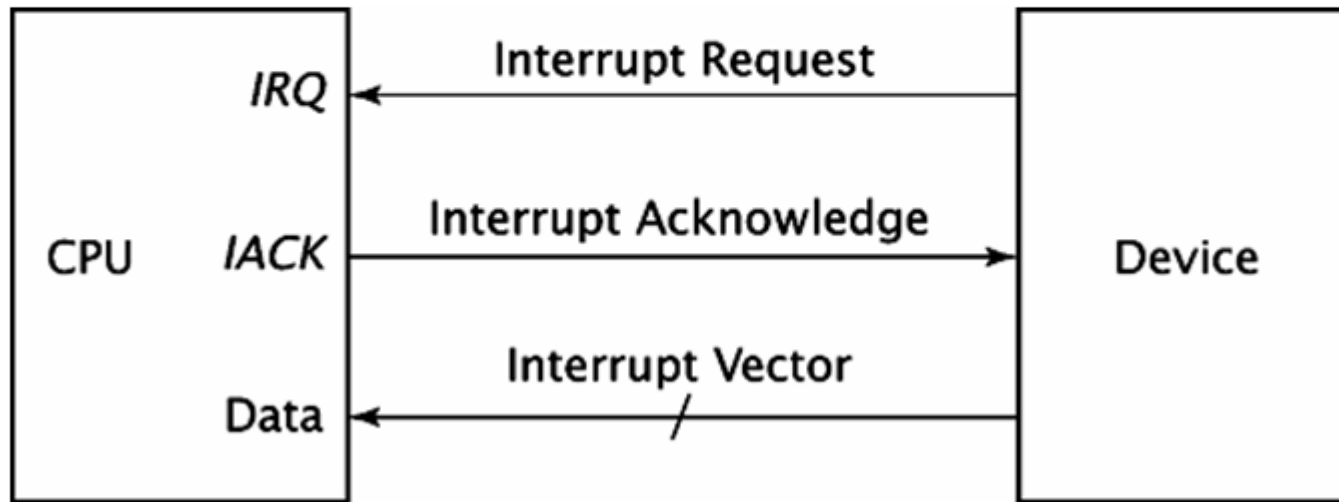 Interrupt Request
IRQ
Interrupt Acknowledge
CPU
IACK
Device
Interrupt Vector
Data